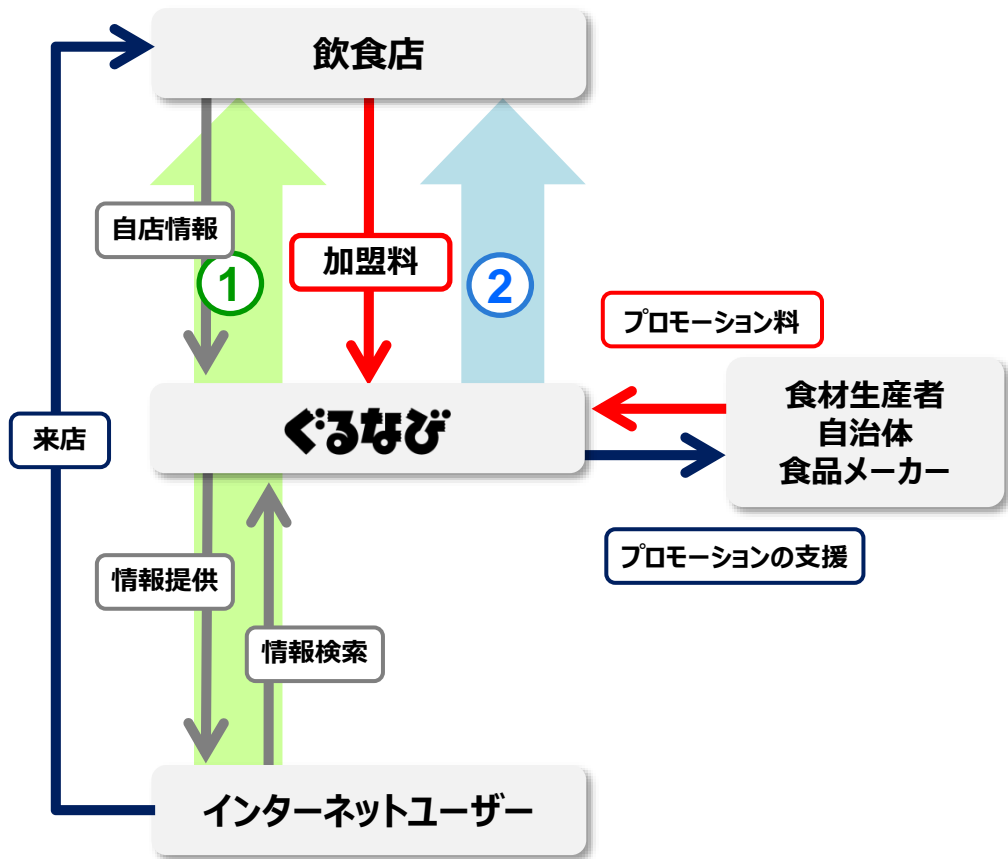 飲食店
自店情報
加盟料
1
2
プロモーション料
ぐるなび
食材生産者
自治体
食品メーカー
来店
プロモーションの支援
情報提供
情報検索
インターネットユーザー